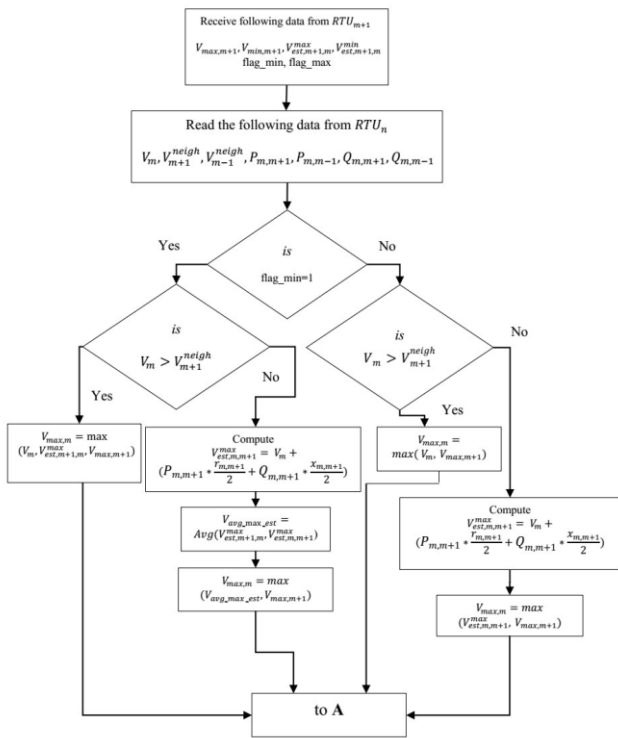 Receive following data from RTUₘ₊₁
V_{max,m+1}, V_{min,m+1}, V^{max}_{est,m+1,m}, V^{min}_{est,m+1,m}
flag_min, flag_max
Read the following data from RTUₙ
V_m, V^{neigh}_{m+1}, V^{neigh}_{m-1}, P_{m,m+1}, P_{m,m-1}, Q_{m,m+1}, Q_{m,m-1}
Yes
No
is
flag_min=1
is
V_m > V^{neigh}_{m+1}
Yes
No
is
V_m > V^{neigh}_{m+1}
Yes
No
V_{max,m} = max
(V_m, V^{max}_{est,m+1,m}, V_{max,m+1})
Compute
V^{max}_{est,m,m+1} = V_m +
(P_{m,m+1} * \frac{r_{m,m+1}}{2} + Q_{m,m+1} * \frac{x_{m,m+1}}{2})
V_{avg_max_est} =
Avg(V^{max}_{est,m+1,m}, V^{max}_{est,m,m+1})
V_{max,m} = max
(V_{avg_max_est}, V_{max,m+1})
V_{max,m} =
max( V_m, V_{max,m+1})
Compute
V^{max}_{est,m,m+1} = V_m +
(P_{m,m+1} * \frac{r_{m,m+1}}{2} + Q_{m,m+1} * \frac{x_{m,m+1}}{2})
V_{max,m} = max
(V^{max}_{est,m,m+1}, V_{max,m+1})
to A